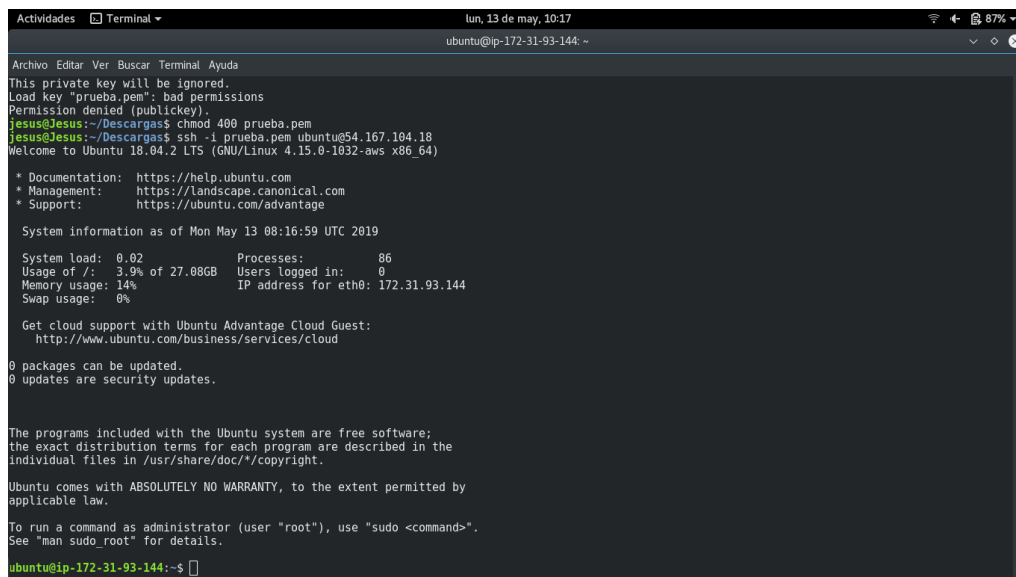 Actividades Terminal lun, 13 de may, 10:17 87%
ubuntu@ip-172-31-93-144: ~
Archivo Editar Ver Buscar Terminal Ayuda
This private key will be ignored.
Load key "prueba.pem": bad permissions
Permission denied (publickey).
jesus@Jesus:~/Descargas$ chmod 400 prueba.pem
jesus@Jesus:~/Descargas$ ssh -i prueba.pem ubuntu@54.167.104.18
Welcome to Ubuntu 18.04.2 LTS (GNU/Linux 4.15.0-1032-aws x86_64)
* Documentation: https://help.ubuntu.com
* Management: https://landscape.canonical.com
* Support: https://ubuntu.com/advantage
System information as of Mon May 13 08:16:59 UTC 2019
System load: 0.02 Processes: 86
Usage of /: 3.9% of 27.08GB Users logged in: 0
Memory usage: 14% IP address for eth0: 172.31.93.144
Swap usage: 0%
Get cloud support with Ubuntu Advantage Cloud Guest:
http://www.ubuntu.com/business/services/cloud
0 packages can be updated.
0 updates are security updates.
The programs included with the Ubuntu system are free software;
the exact distribution terms for each program are described in the
individual files in /usr/share/doc/*/copyright.
Ubuntu comes with ABSOLUTELY NO WARRANTY, to the extent permitted by
applicable law.
To run a command as administrator (user "root"), use "sudo <command>".
See "man sudo_root" for details.
ubuntu@ip-172-31-93-144:~$